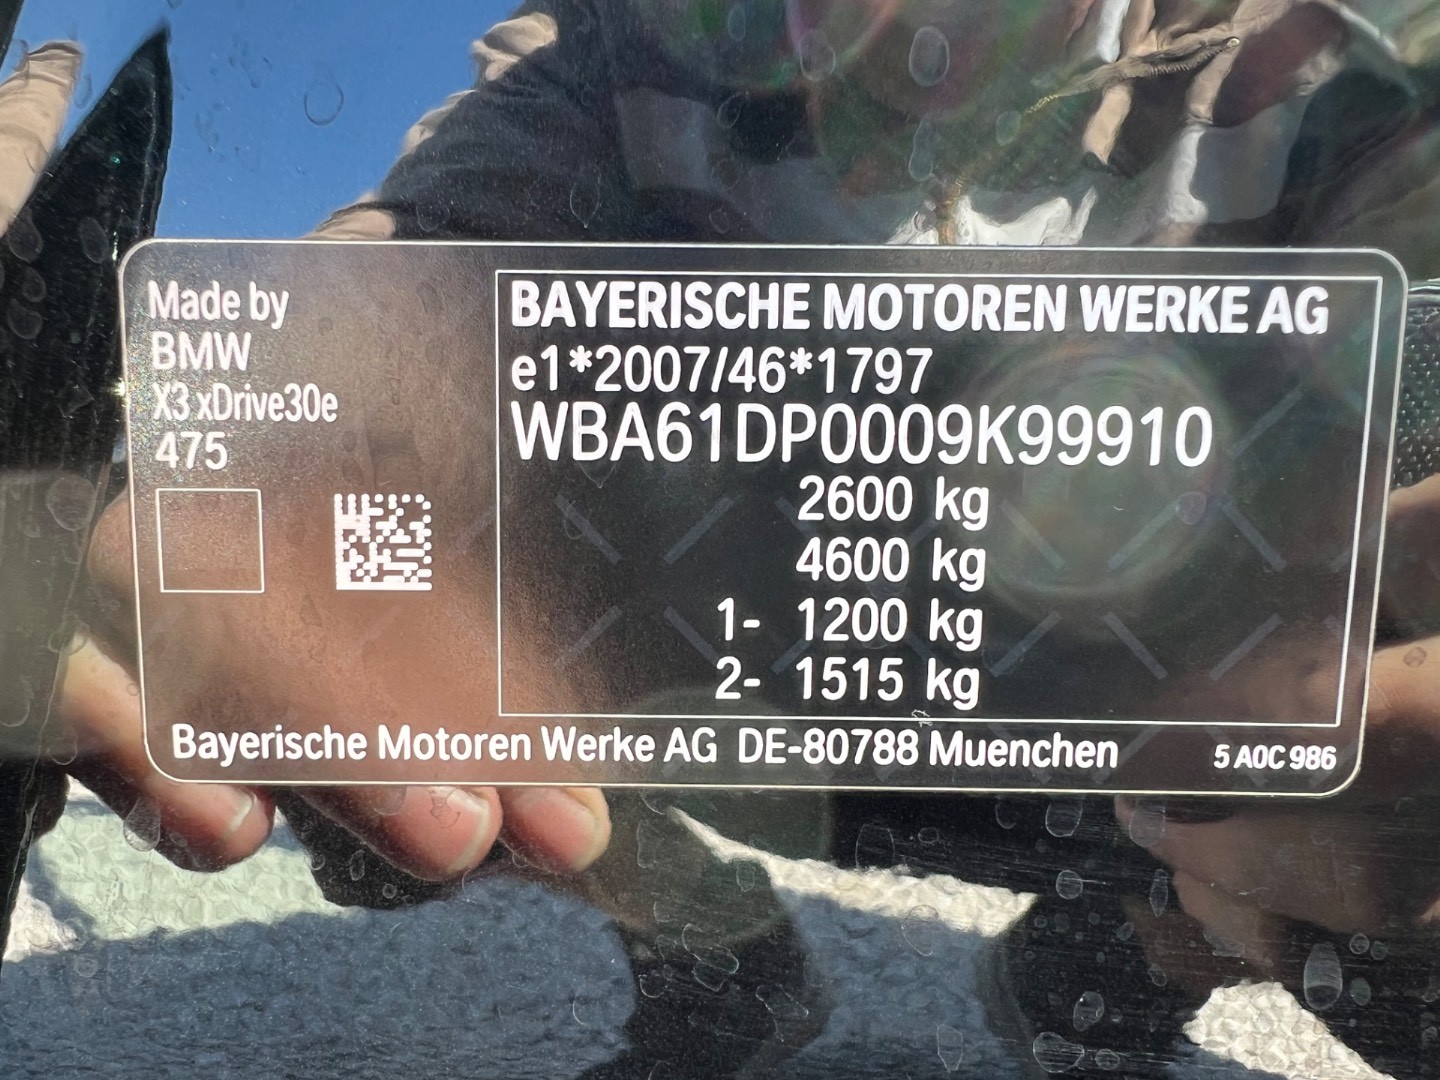 Made by
BMW
X3 xDrive30e
475
BAYERISCHE MOTOREN WERKE AG
e1*2007/46*1797
WBA61DP0009K99910
2600 kg
4600 kg
1- 1200 kg
2- 1515 kg
Bayerische Motoren Werke AG DE-80788 Muenchen
5 A0C 986